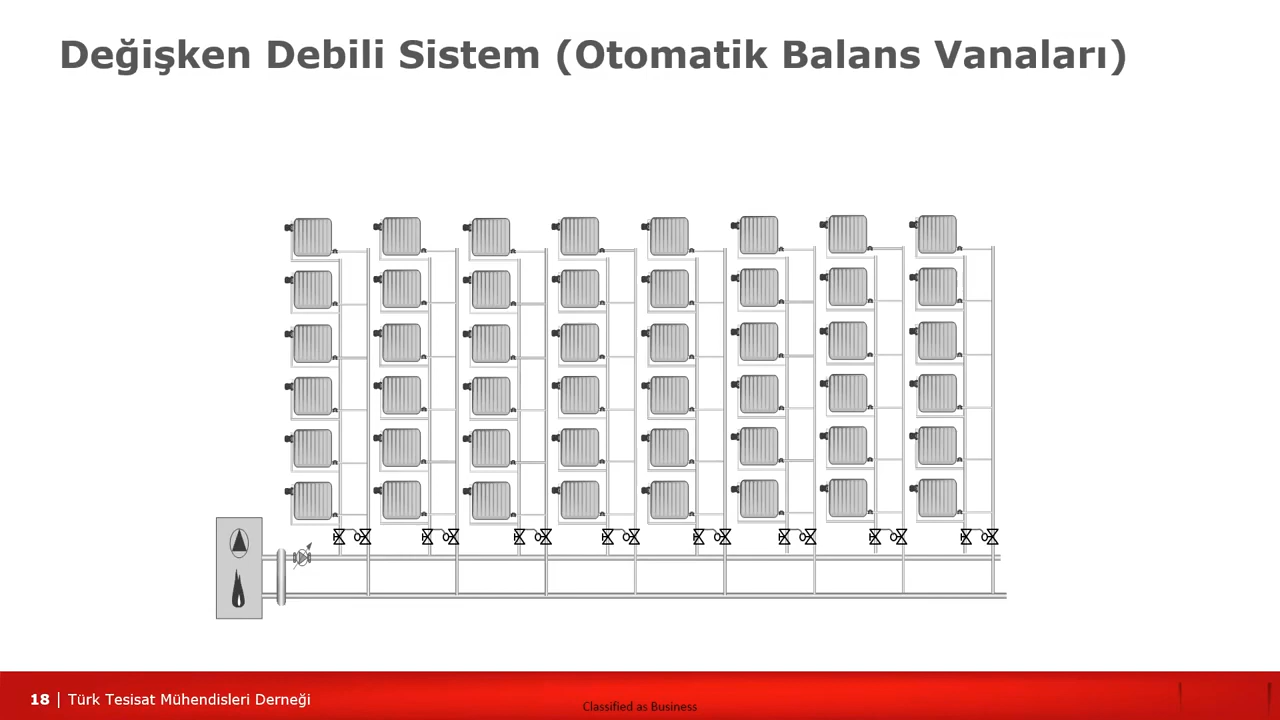 Değişken Debili Sistem (Otomatik Balans Vanaları)
18 | Türk Tesisat Mühendisleri Derneği
Classified as Business